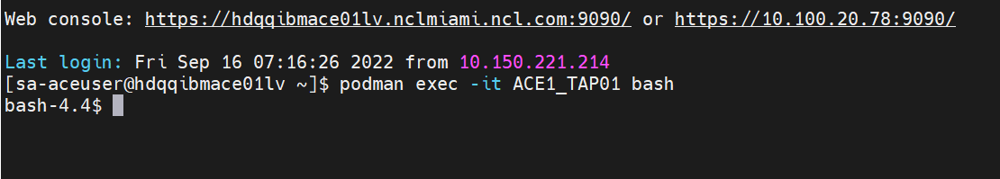 Web console: https://hdqqibmace01lv.nclmiami.ncl.com:9090/ or https://10.100.20.78:9090/
Last login: Fri Sep 16 07:16:26 2022 from 10.150.221.214
[sa-aceuser@hdqqibmace01lv ~]$ podman exec -it ACE1_TAP01 bash
bash-4.4$